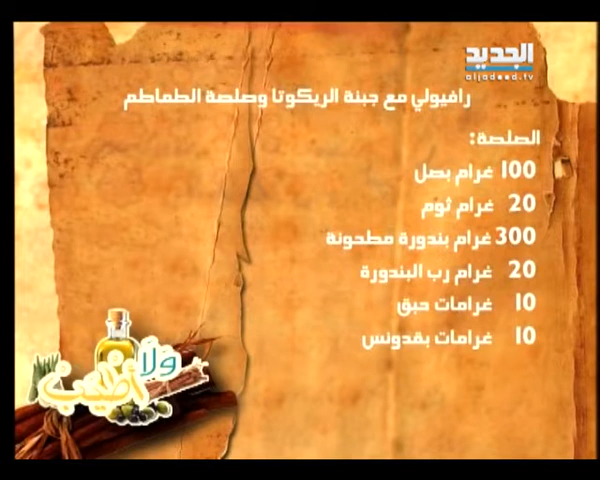 الجديد
aljadeed.tv
رافيولي مع جبنة الريكوتا وصلصة الطماطم
الصلصة:
100 غرام بصل
20 غرام ثوم
300 غرام بندورة مطحونة
20 غرام رب البندورة
10 غرامات حبق
10 غرامات بقدونس
ولا
أطيب